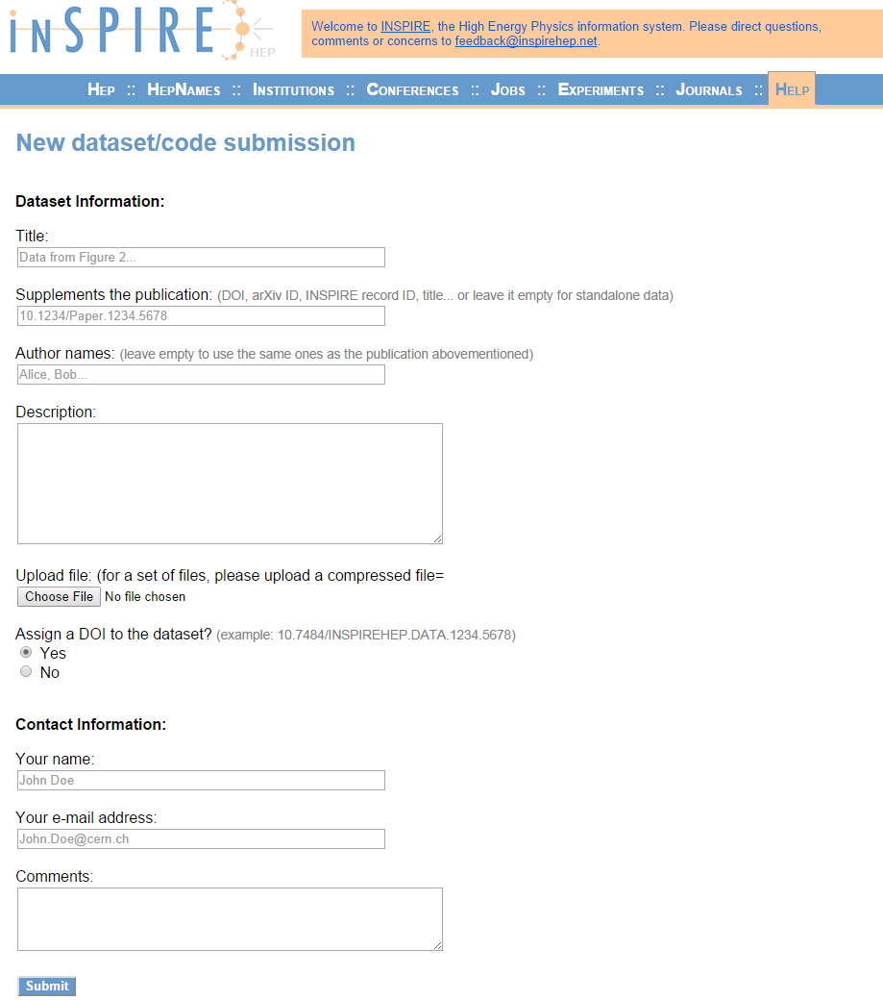 iNSPIRE
HEP
Welcome to INSPIRE, the High Energy Physics information system. Please direct questions,
comments or concerns to feedback@inspirehep.net.
HEP :: HEPNAMES :: INSTITUTIONS :: CONFERENCES :: JOBS :: EXPERIMENTS :: JOURNALS :: HELP
New dataset/code submission
Dataset Information:
Title:
Data from Figure 2...
Supplements the publication: (DOI, arXiv ID, INSPIRE record ID, title... or leave it empty for standalone data)
10.1234/Paper.1234.5678
Author names: (leave empty to use the same ones as the publication abovementioned)
Alice, Bob...
Description:
Upload file: (for a set of files, please upload a compressed file=
Choose File No file chosen
Assign a DOI to the dataset? (example: 10.7484/INSPIREHEP.DATA.1234.5678)
Yes
No
Contact Information:
Your name:
John Doe
Your e-mail address:
John.Doe@cern.ch
Comments:
Submit